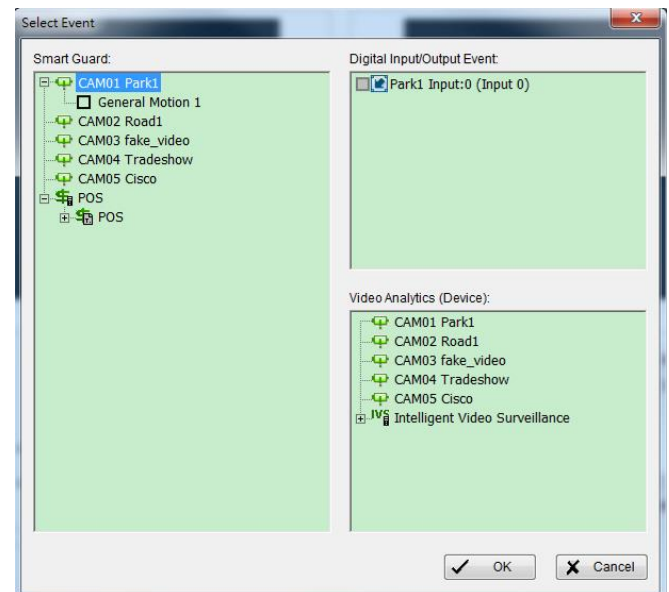 Select Event
Smart Guard:
CAM01 Park1
General Motion 1
CAM02 Road1
CAM03 fake_video
CAM04 Tradeshow
CAM05 Cisco
POS
POS
Digital Input/Output Event:
Park1 Input:0 (Input 0)
Video Analytics (Device):
CAM01 Park1
CAM02 Road1
CAM03 fake_video
CAM04 Tradeshow
CAM05 Cisco
IVS Intelligent Video Surveillance
OK
Cancel